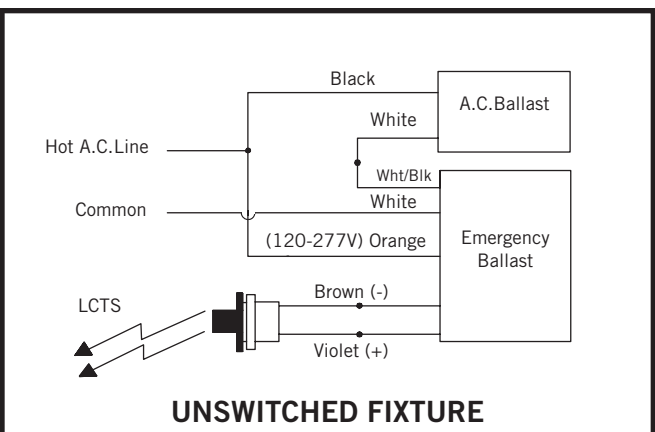 Black
A.C.Ballast
White
Hot A.C.Line
Wht/Blk
White
Common
(120-277V) Orange
Emergency
Ballast
Brown (-)
LCTS
Violet (+)
UNSWITCHED FIXTURE